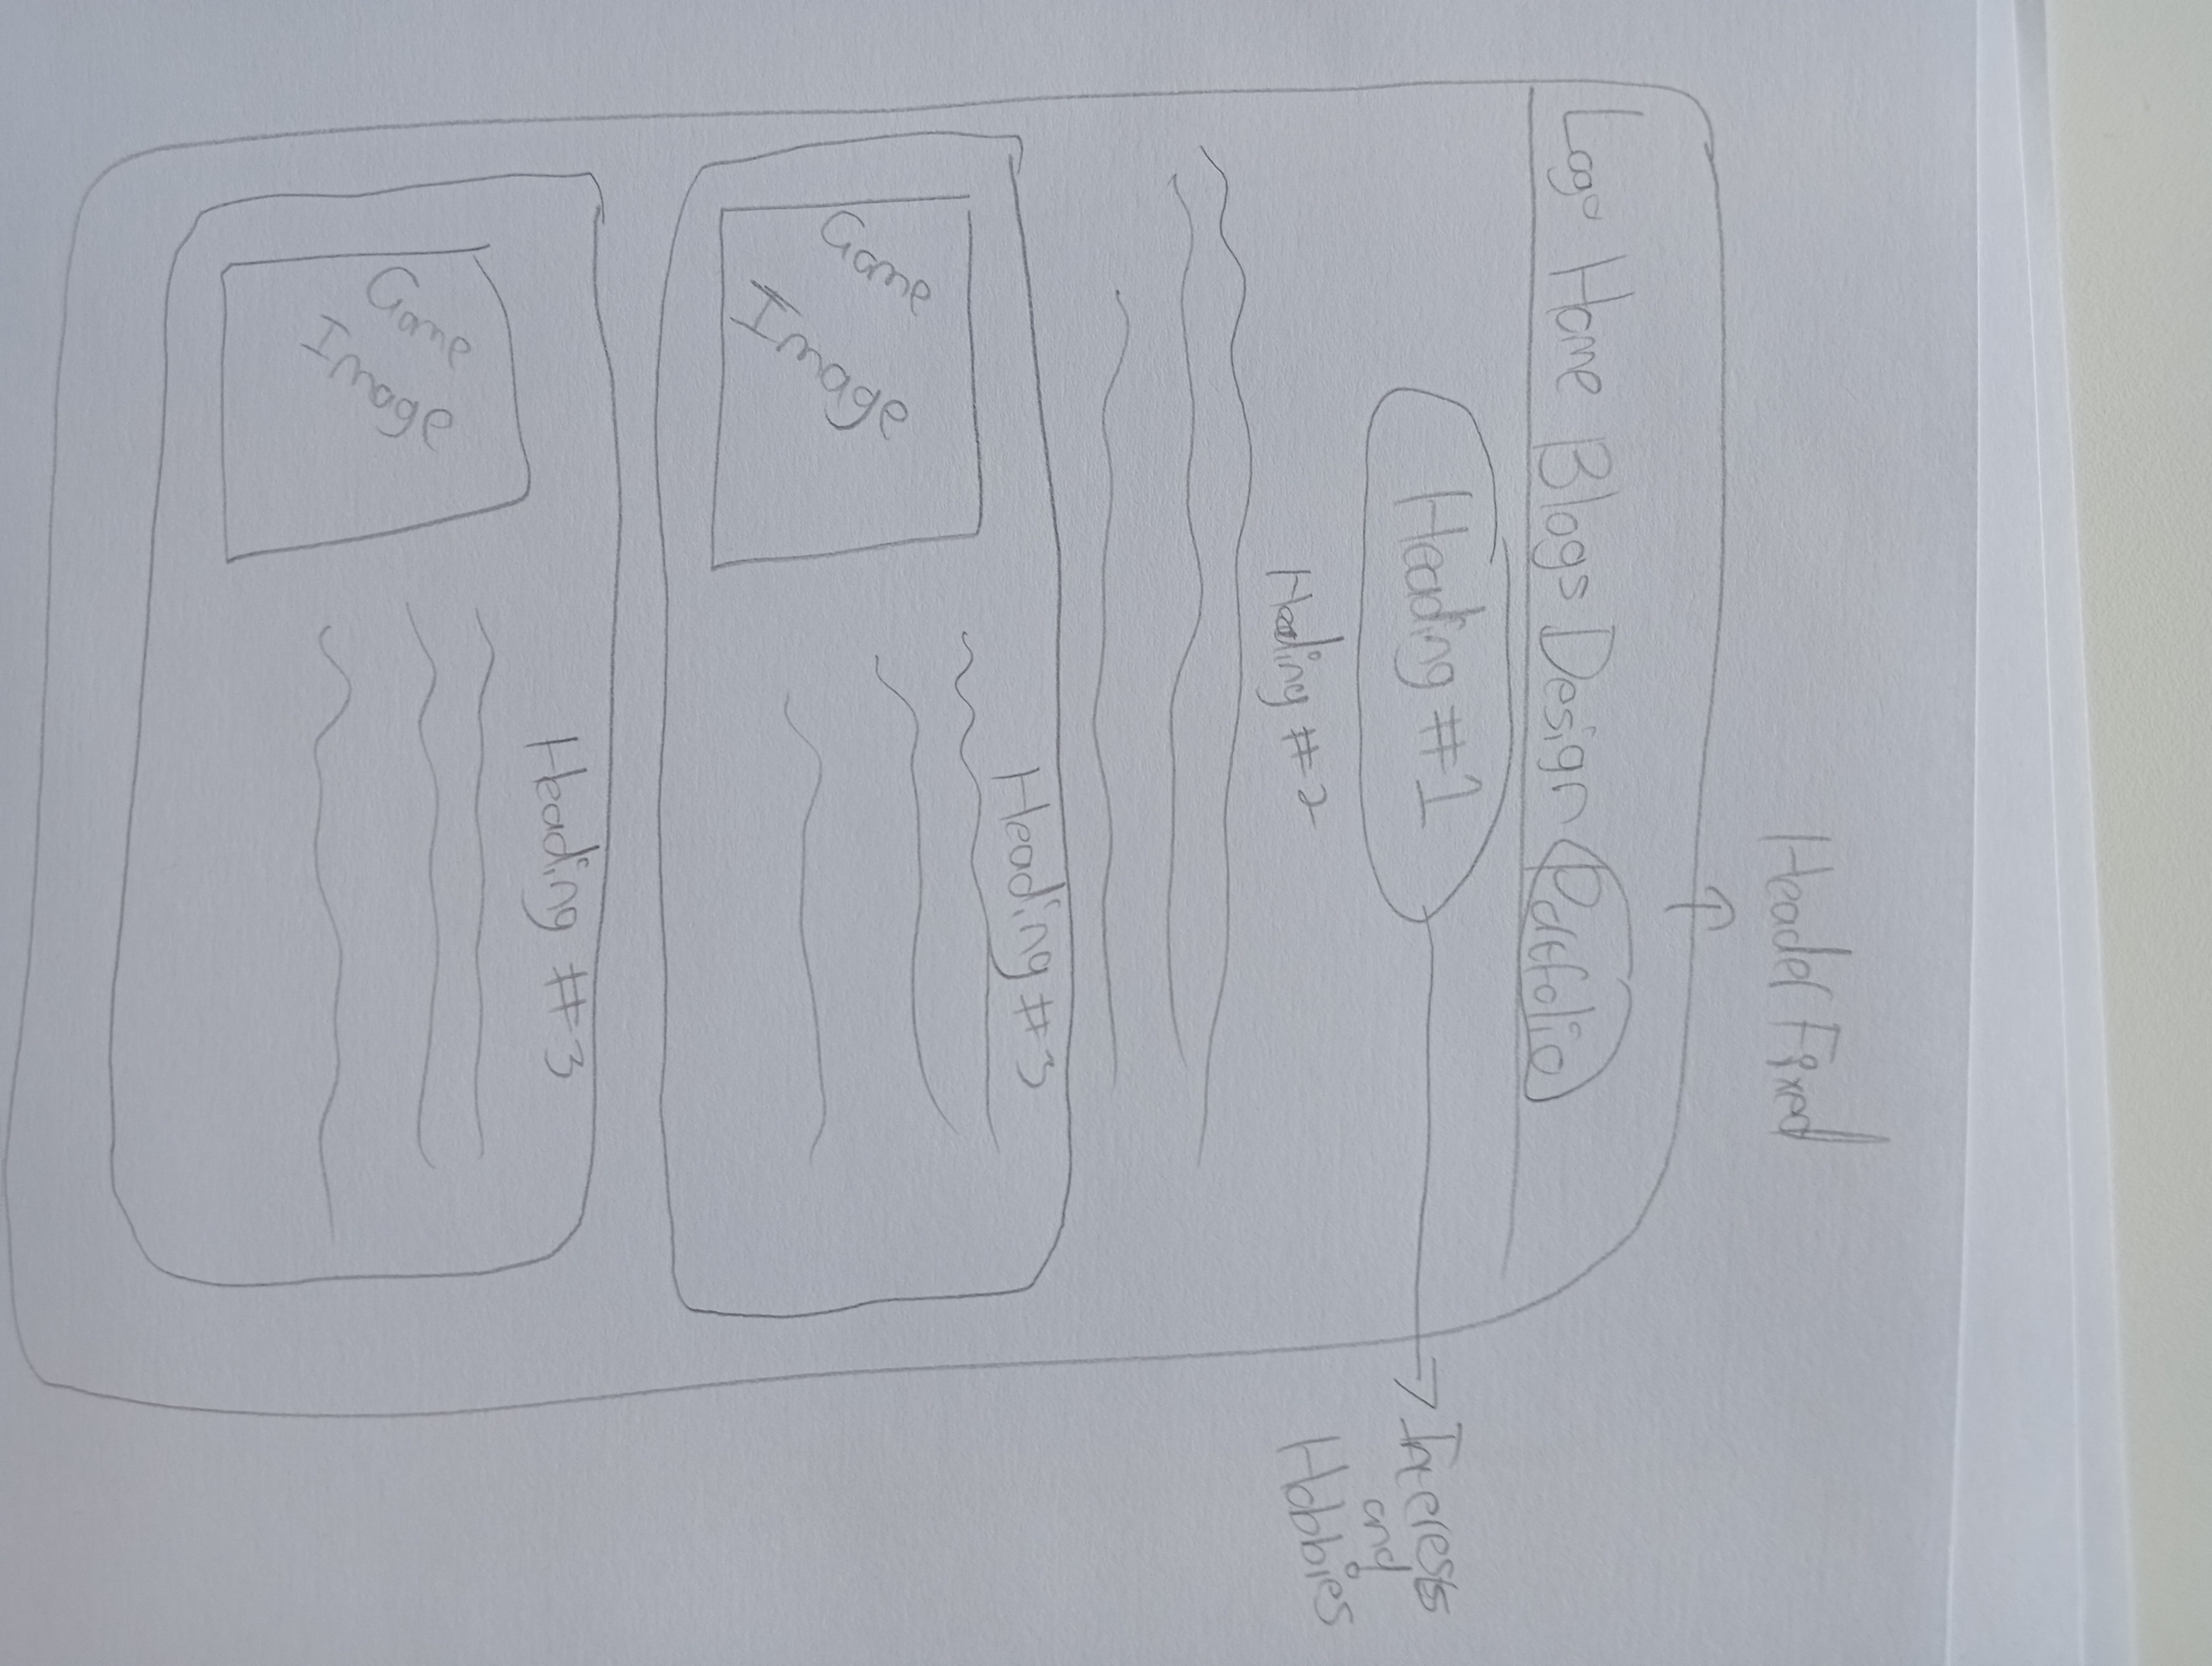 Header Fixed
Logo Home Blogs Design Portfolio
Heading #1
Interests
and
Hobbies
Heading #2
Heading #3
Game
Image
Heading #3
Game
Image